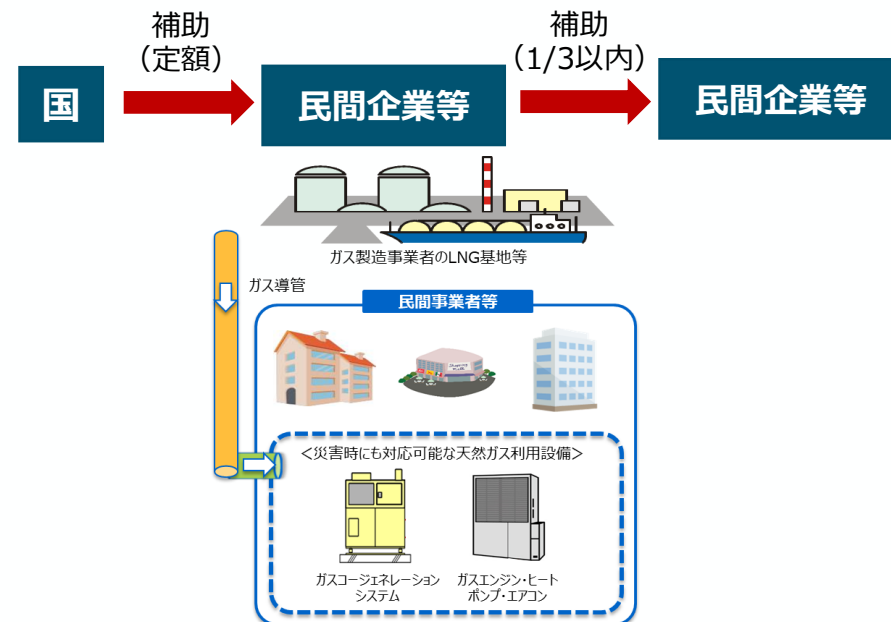 補助
（定額）
補助
（1/3以内）
国
民間企業等
民間企業等
ガス製造事業者のLNG基地等
ガス導管
民間事業者等
＜災害時にも対応可能な天然ガス利用設備＞
ガスコージェネレーション
システム
ガスエンジン・ヒート
ポンプ・エアコン